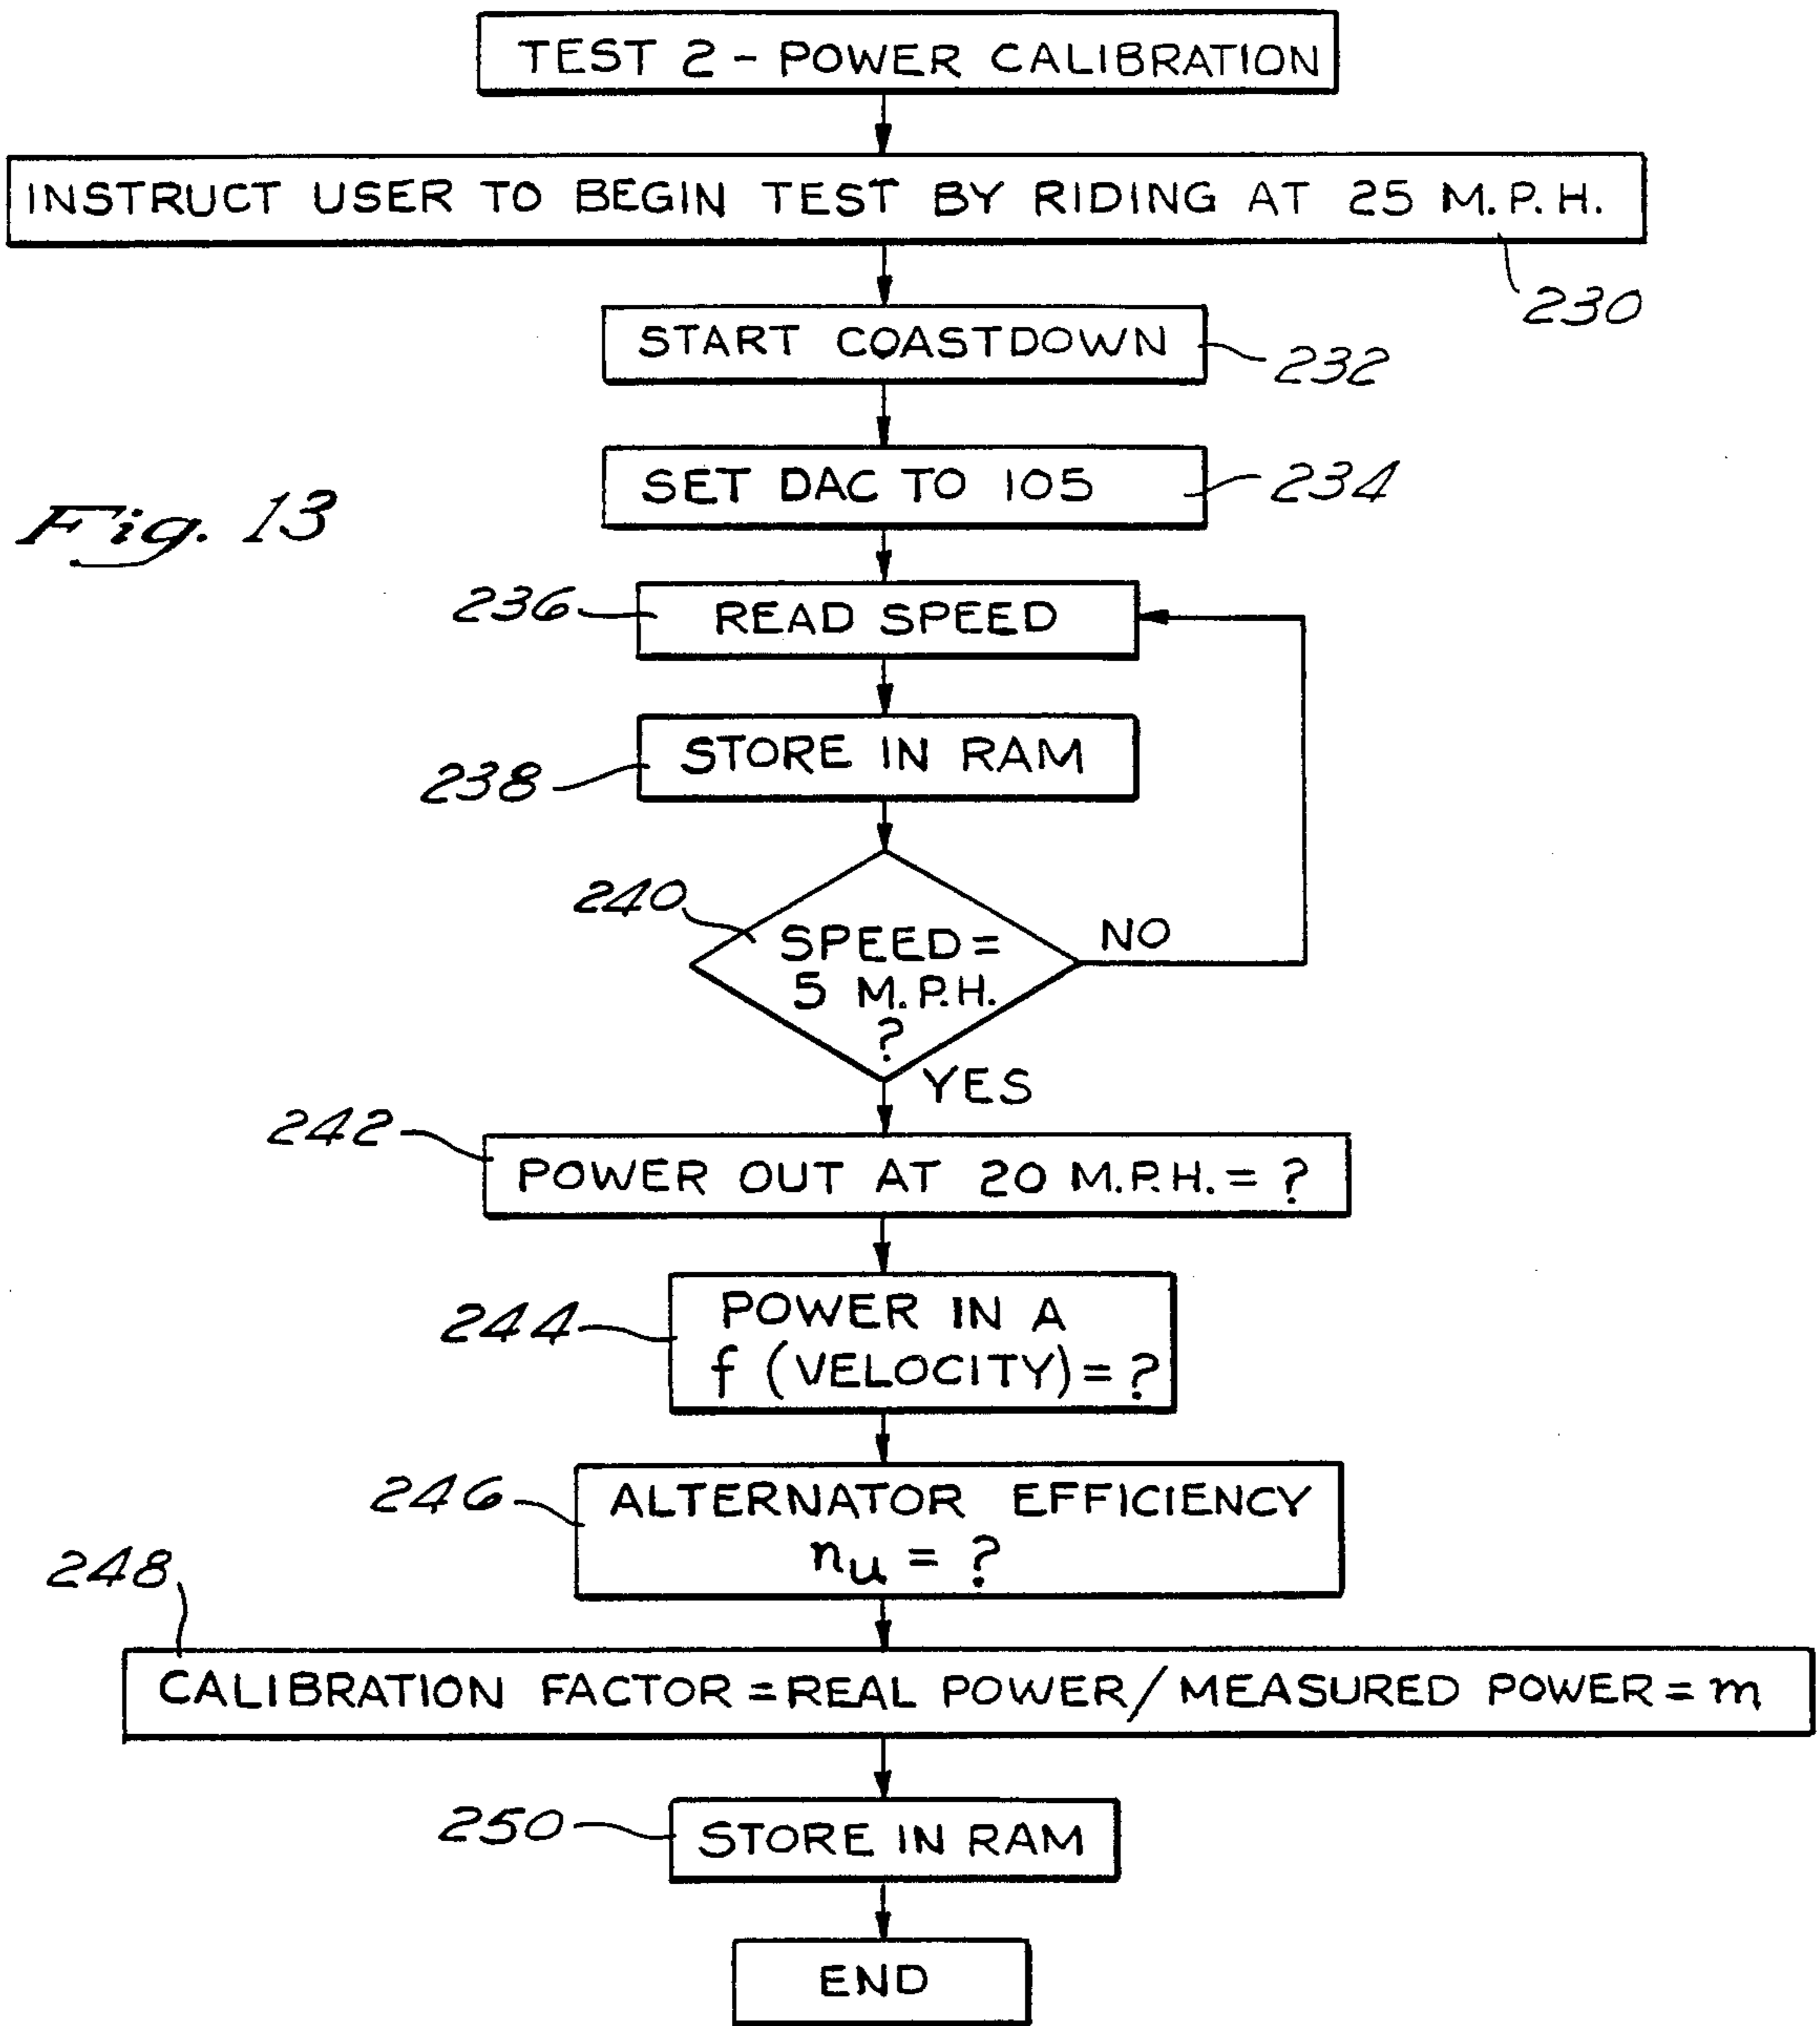 TEST 2 - POWER CALIBRATION
INSTRUCT USER TO BEGIN TEST BY RIDING AT 25 M.P.H.
230
START COASTDOWN
232
SET DAC TO 105
234
Fig. 13
236
READ SPEED
STORE IN RAM
238
240
SPEED =
5 M.P.H.
?
NO
YES
242
POWER OUT AT 20 M.P.H. = ?
244
POWER IN A
f (VELOCITY) = ?
246
ALTERNATOR EFFICIENCY
nu = ?
248
CALIBRATION FACTOR = REAL POWER/MEASURED POWER = m
250
STORE IN RAM
END